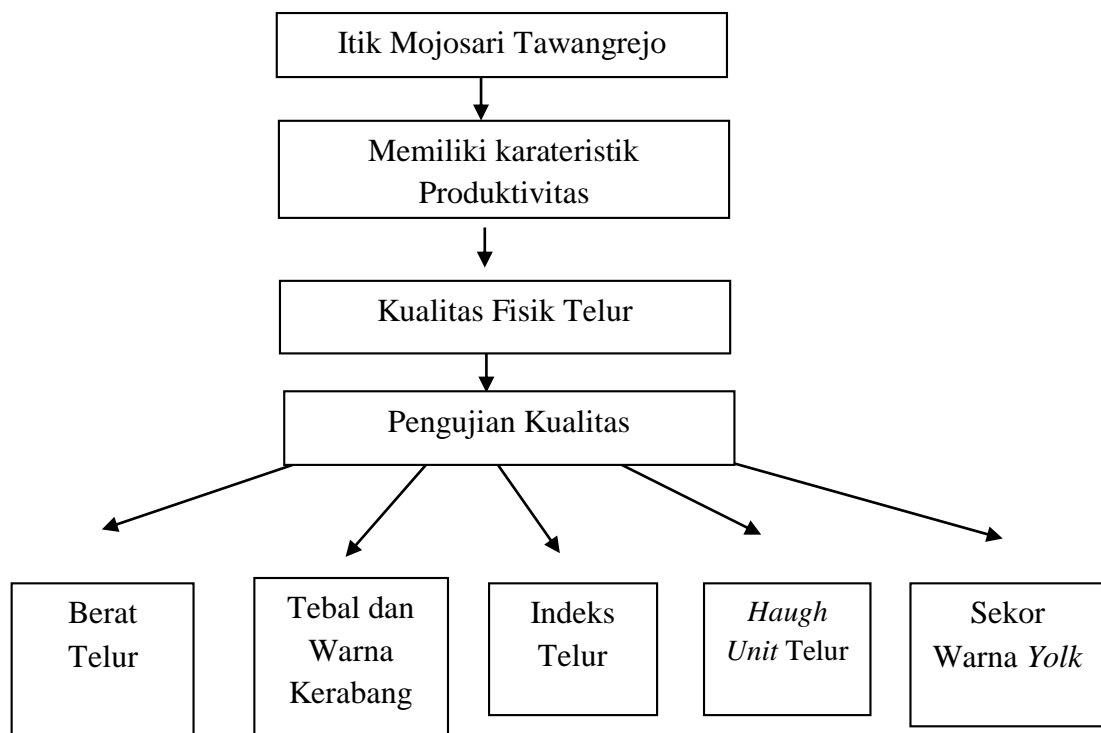 Itik Mojosari Tawangrejo
Memiliki karateristik
Produktivitas
Kualitas Fisik Telur
Pengujian Kualitas
Berat
Telur
Tebal dan
Warna
Kerabang
Indeks
Telur
Haugh
Unit Telur
Sekor
Warna Yolk